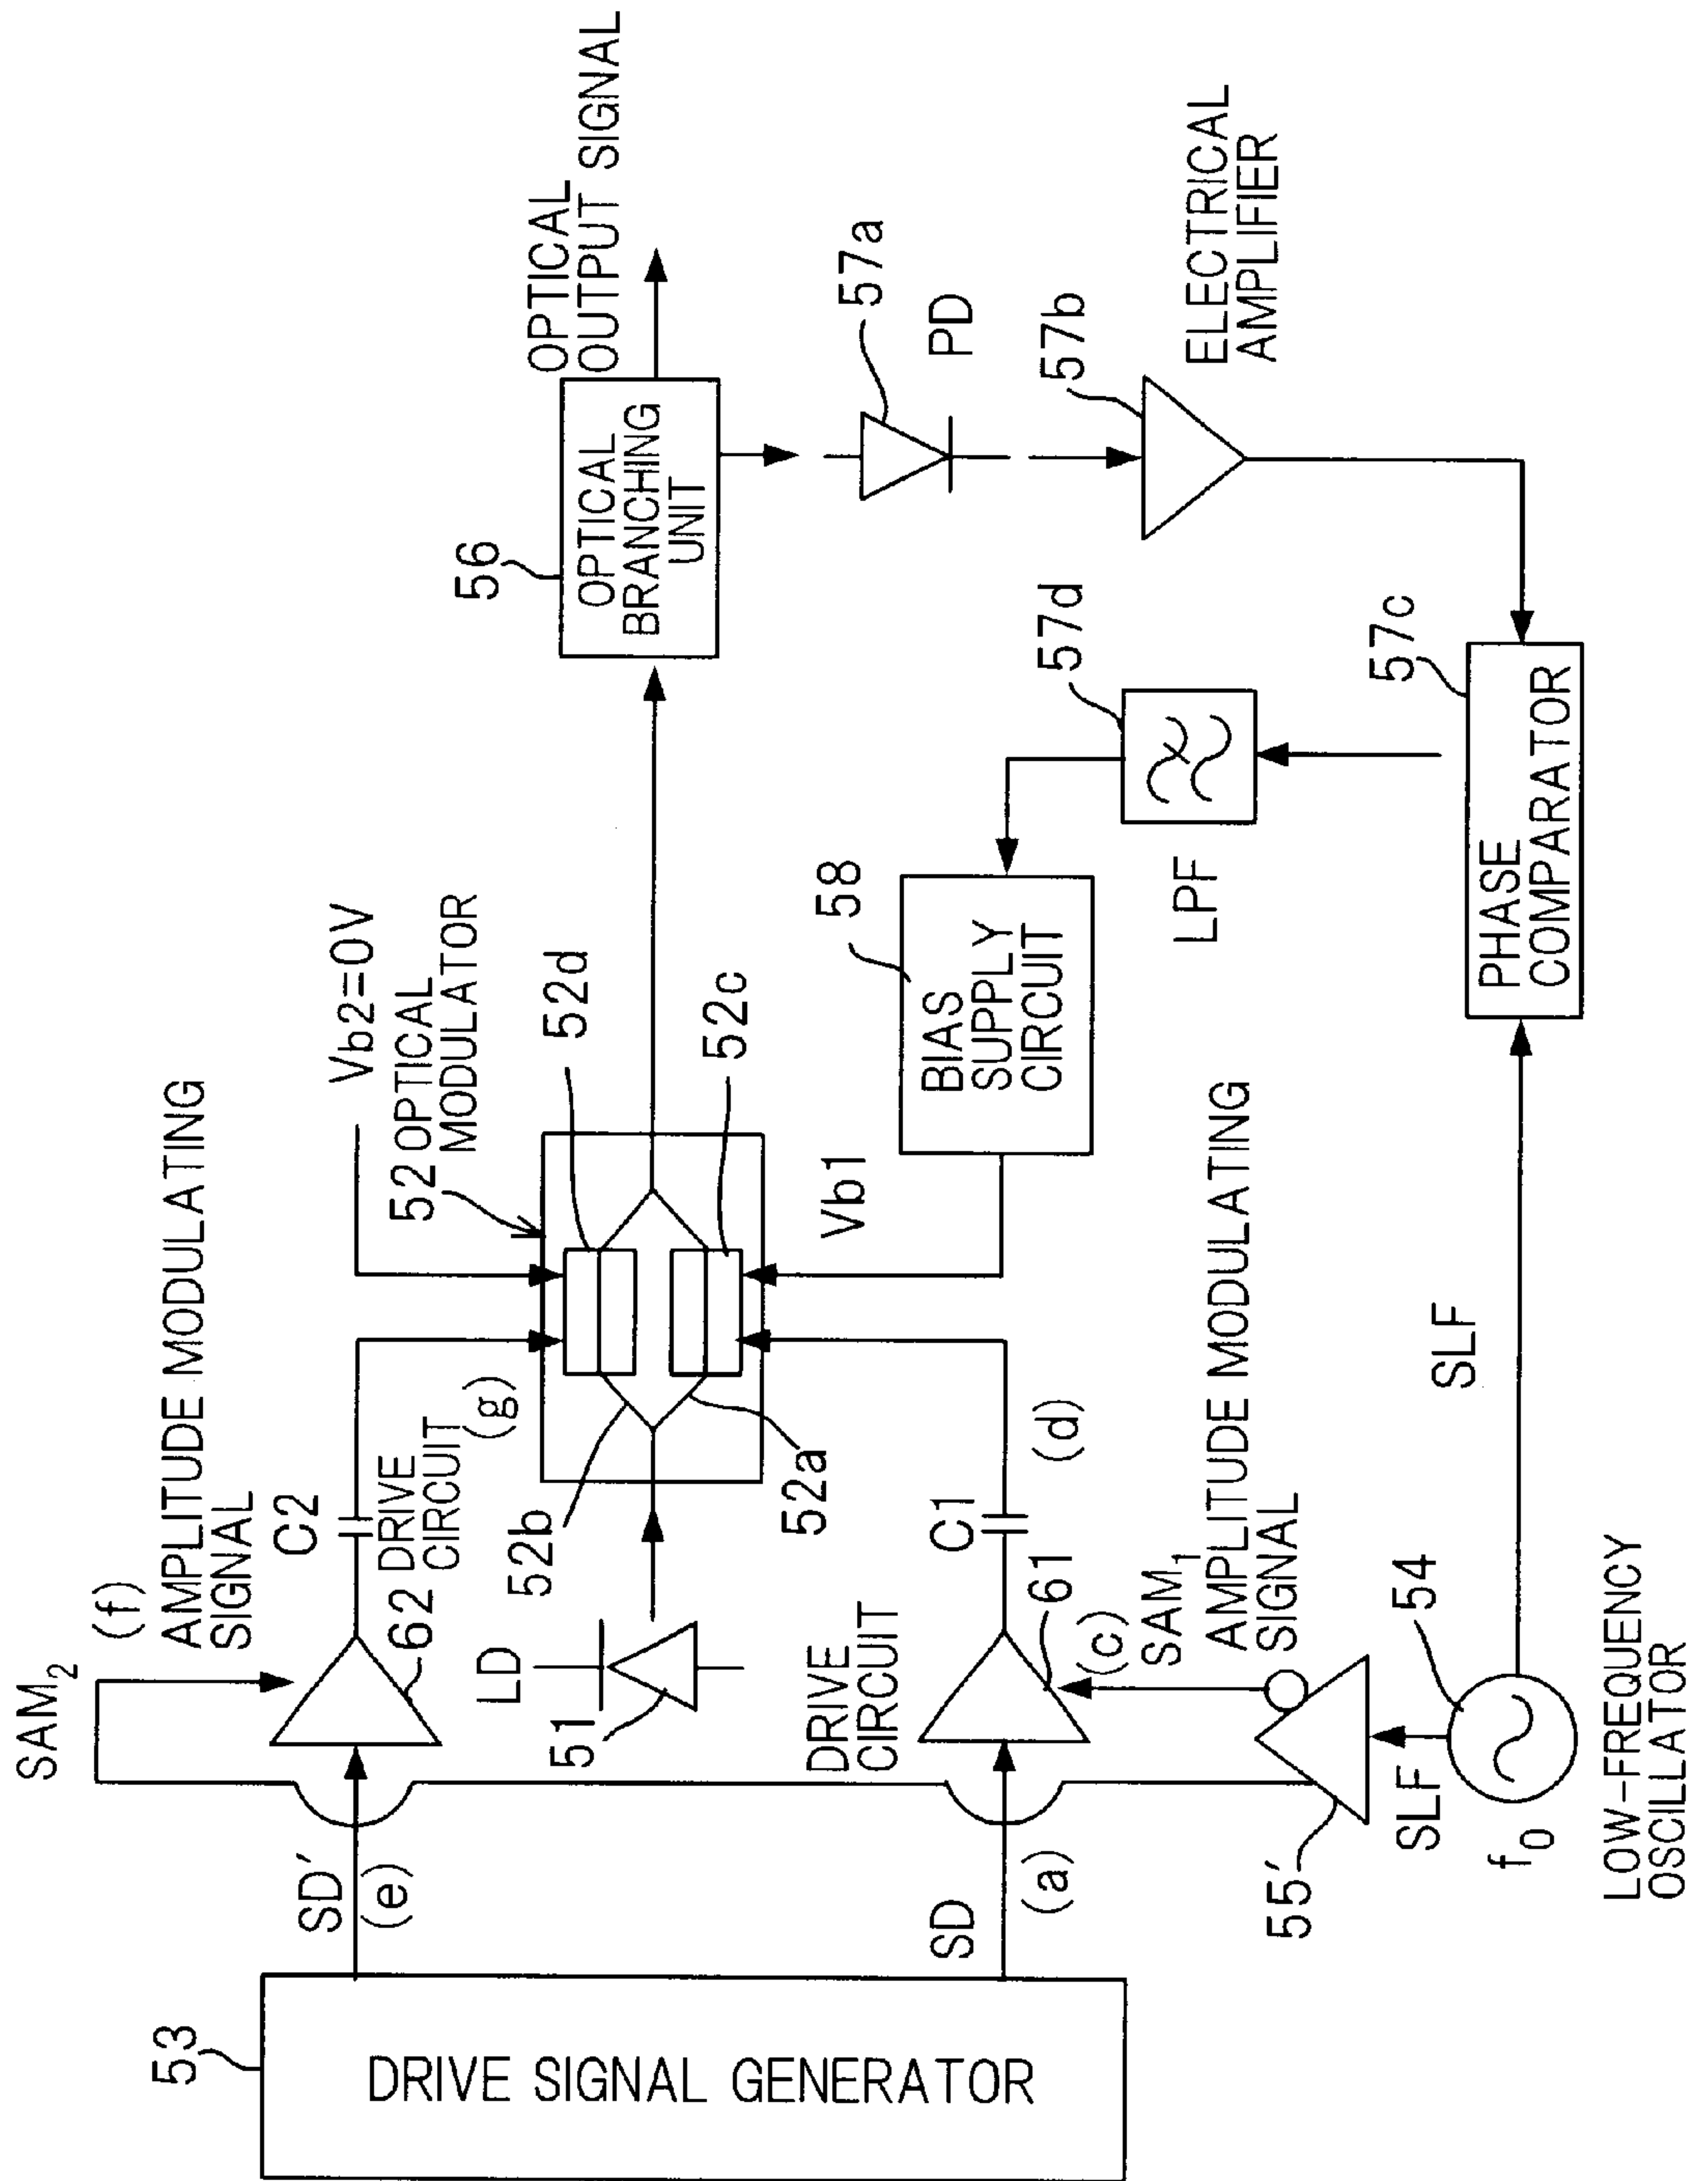 53
DRIVE SIGNAL GENERATOR
SAM2
SD′
(e)
SD
(a)
(f)
AMPLITUDE MODULATING
SIGNAL
62
C2
DRIVE
CIRCUIT
(g)
LD
51
DRIVE
CIRCUIT
61
C1
(d)
(c)
SAM1
AMPLITUDE MODULATING
SIGNAL
55′
SLF
f0
54
LOW-FREQUENCY
OSCILLATOR
SLF
Vb2=0V
52 OPTICAL
MODULATOR
52d
52c
52b
52a
Vb1
58
BIAS
SUPPLY
CIRCUIT
LPF
57d
57c
PHASE
COMPARATOR
56
OPTICAL
BRANCHING
UNIT
OPTICAL
OUTPUT SIGNAL
57a
PD
57b
ELECTRICAL
AMPLIFIER